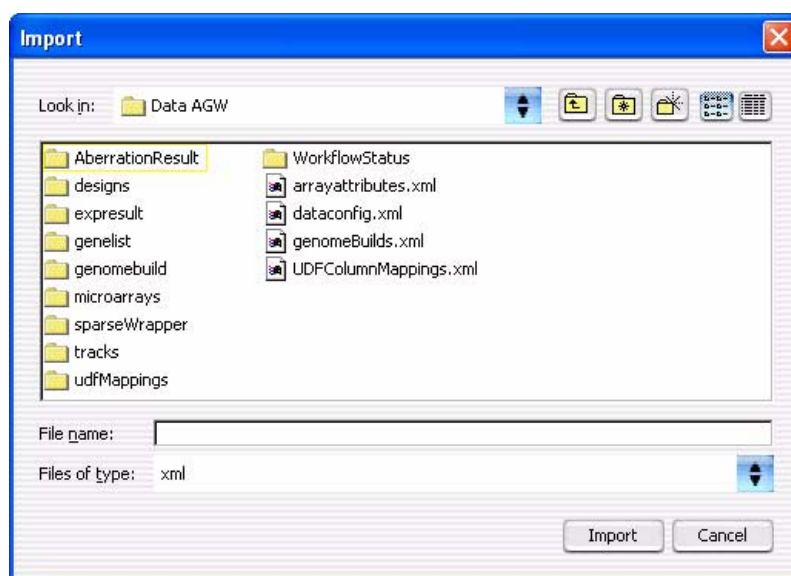 Import
Look in: Data AGW
AberrationResult
designs
expresult
genelist
genomebuild
microarrays
sparseWrapper
tracks
udfMappings
WorkflowStatus
arrayattributes.xml
dataconfig.xml
genomeBuilds.xml
UDFColumnMappings.xml
File name:
Files of type: xml
Import Cancel